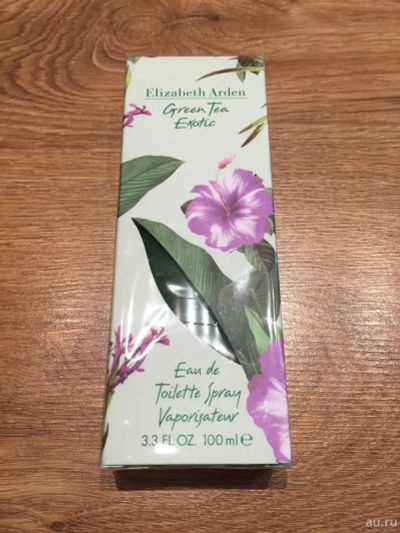 Elizabeth Arden
Green Tea
Exotic
Eau de
Toilette Spray
Vaporisateur
3.3 FL.OZ. 100 ml e
au.ru